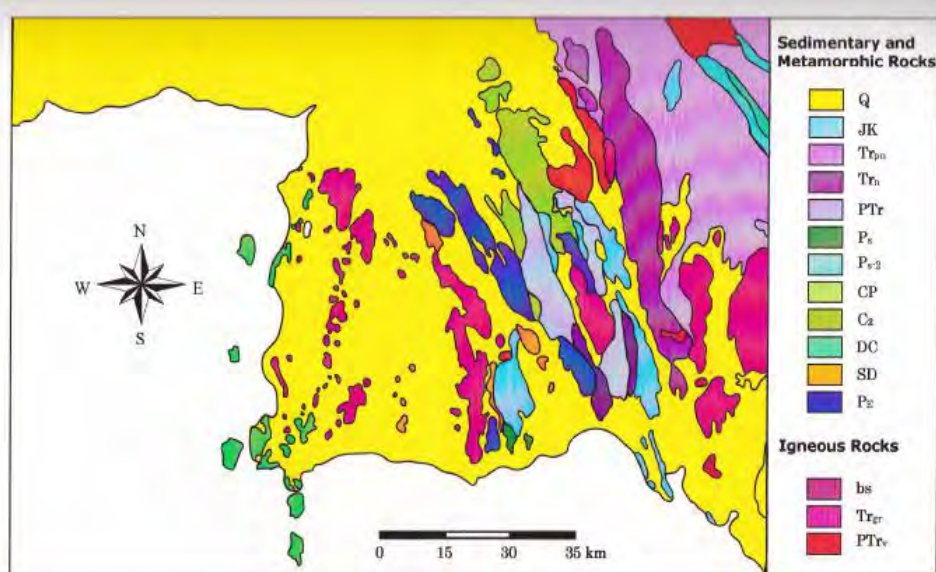 Sedimentary and
Metamorphic Rocks
Q
JK
Trpn
Trn
PTr
Ps
Ps-2
CP
C2
DC
SD
PE
Igneous Rocks
bs
Trgr
PTrv
N
W E
S
0 15 30 35 km